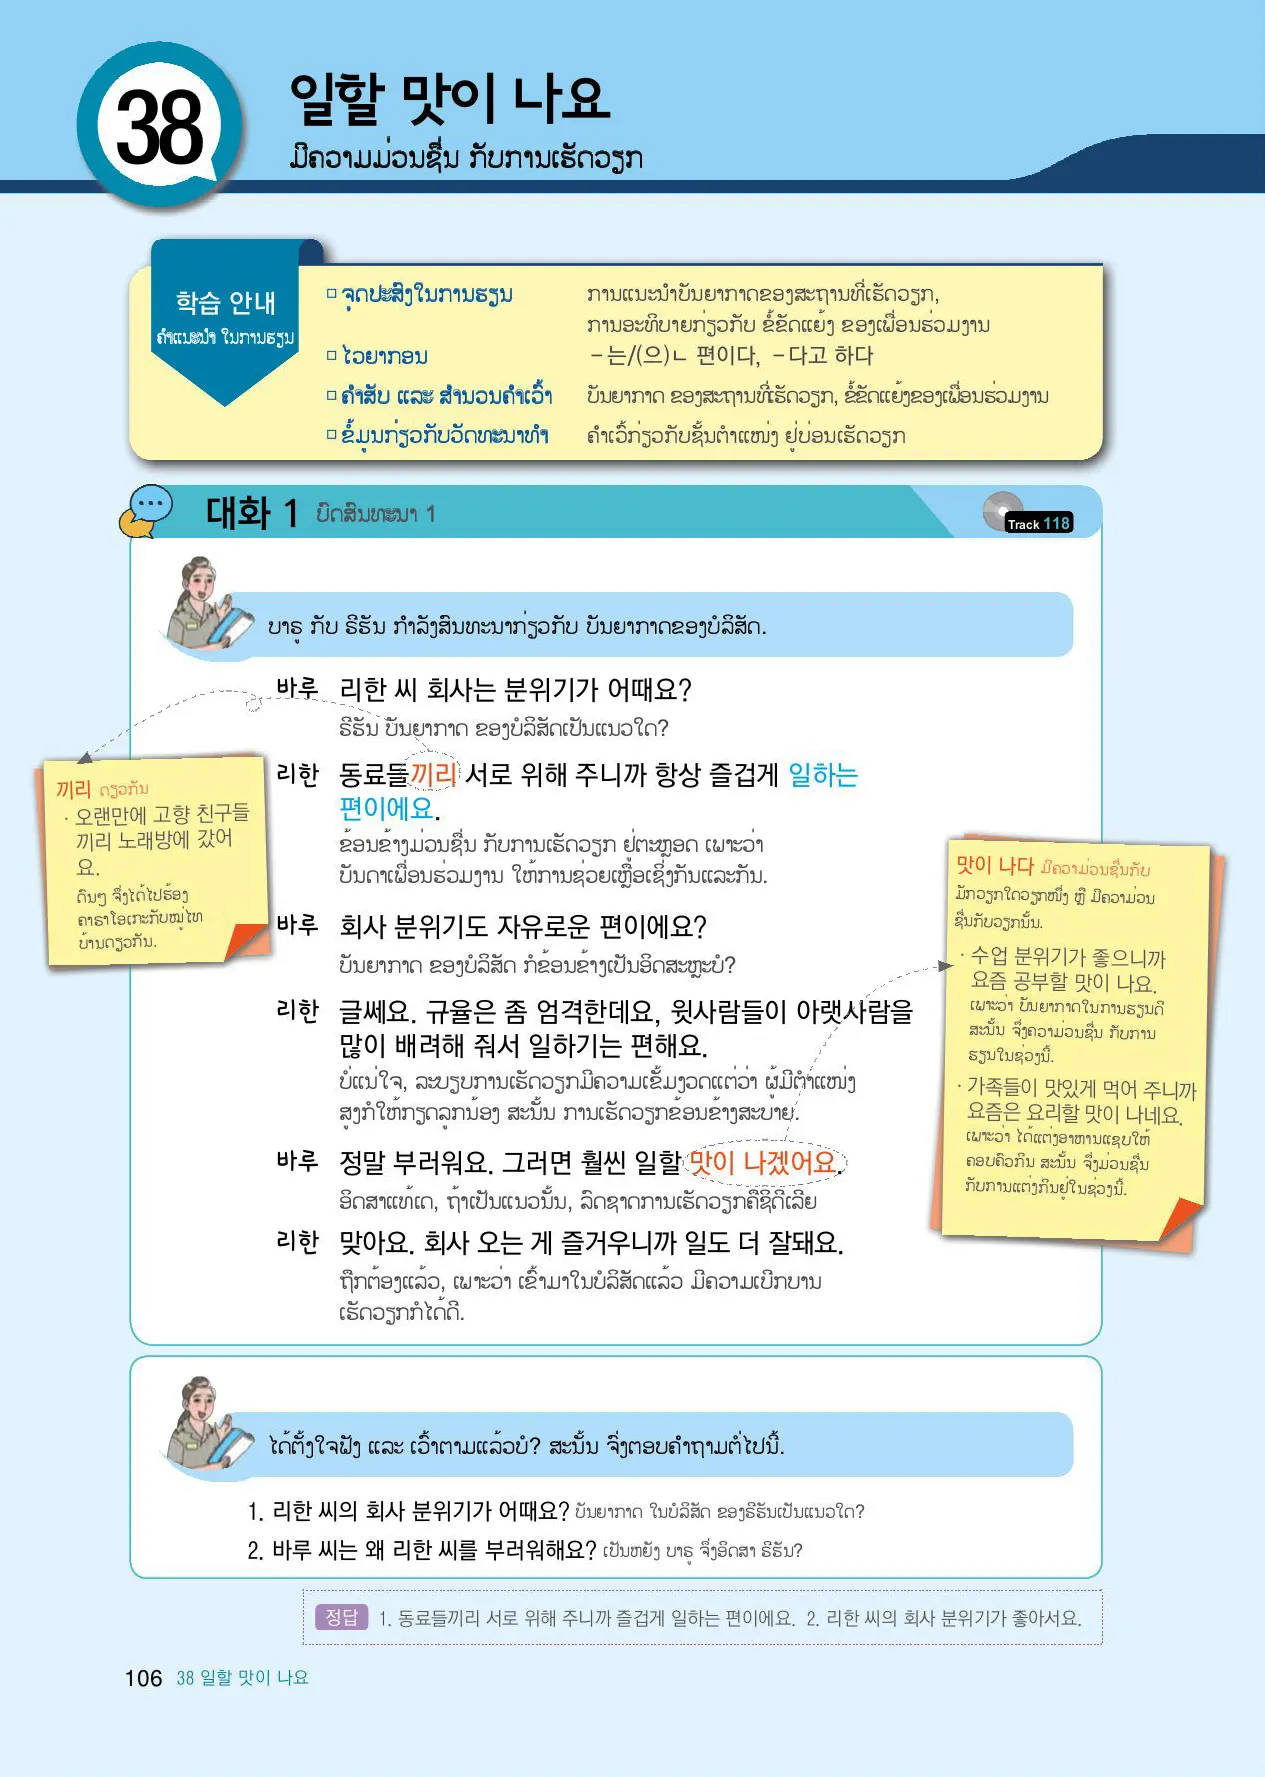 38
일할 맛이 나요
ມີຄວາມມ່ວນຊື່ນ ກັບການເຮັດວຽກ
학습 안내
ຄຳແນະນຳ ໃນການຮຽນ
□ ຈຸດປະສົງໃນການຮຽນ ການແນະນຳບັນຍາກາດຂອງສະຖານທີ່ເຮັດວຽກ,
ການອະທິບາຍກ່ຽວກັບ ຂໍ້ຂັດແຍ້ງ ຂອງເພື່ອນຮ່ວມງານ
□ ໄວຍາກອນ －는/(으)ㄴ 편이다, －다고 하다
□ ຄຳສັບ ແລະ ສຳນວນຄຳເວົ້າ ບັນຍາກາດ ຂອງສະຖານທີ່ເຮັດວຽກ, ຂໍ້ຂັດແຍ້ງຂອງເພື່ອນຮ່ວມງານ
□ ຂໍ້ມູນກ່ຽວກັບວັດທະນາທຳ ຄຳເວົ້າກ່ຽວກັບຊັ້ນຕຳແໜ່ງ ຢູ່ບ່ອນເຮັດວຽກ
대화 1 ບົດສົນທະນາ 1
Track 118
ບາຣູ ກັບ ຣີຮັນ ກຳລັງສົນທະນາກ່ຽວກັບ ບັນຍາກາດຂອງບໍລິສັດ.
바루 리한 씨 회사는 분위기가 어때요?
ຣີຮັນ ບັນຍາກາດ ຂອງບໍລິສັດເປັນແນວໃດ?
리한 동료들끼리 서로 위해 주니까 항상 즐겁게 일하는
편이에요.
ຂ້ອນຂ້າງມ່ວນຊື່ນ ກັບການເຮັດວຽກ ຢູ່ຕະຫຼອດ ເພາະວ່າ
ບັນດາເພື່ອນຮ່ວມງານ ໃຫ້ການຊ່ວຍເຫຼືອເຊິ່ງກັນແລະກັນ.
바루 회사 분위기도 자유로운 편이에요?
ບັນຍາກາດ ຂອງບໍລິສັດ ກໍຂ້ອນຂ້າງເປັນອິດສະຫຼະບໍ?
리한 글쎄요. 규율은 좀 엄격한데요, 윗사람들이 아랫사람을
많이 배려해 줘서 일하기는 편해요.
ບໍ່ແນ່ໃຈ, ລະບຽບການເຮັດວຽກມີຄວາມເຂັ້ມງວດແຕ່ວ່າ ຜູ້ມີຕຳແໜ່ງ
ສູງກໍໃຫ້ກຽດລູກນ້ອງ ສະນັ້ນ ການເຮັດວຽກຂ້ອນຂ້າງສະບາຍ.
바루 정말 부러워요. 그러면 훨씬 일할 맛이 나겠어요.
ອິດສາແທ້ເດ, ຖ້າເປັນແນວນັ້ນ, ລົດຊາດການເຮັດວຽກຄືຊິດີເລີຍ
리한 맞아요. 회사 오는 게 즐거우니까 일도 더 잘돼요.
ຖືກຕ້ອງແລ້ວ, ເພາະວ່າ ເຂົ້າມາໃນບໍລິສັດແລ້ວ ມີຄວາມເບີກບານ
ເຮັດວຽກກໍໄດ້ດີ.
끼리 ດຽວກັນ
· 오랜만에 고향 친구들
끼리 노래방에 갔어
요.
ດົນໆ ຈຶ່ງໄດ້ໄປຮ້ອງ
ຄາຣາໂອເກະກັບໝູ່ໄທ
ບ້ານດຽວກັນ.
맛이 나다 ມີຄວາມ່ວນຊື່ນກັບ
ມັກວຽກໃດວຽກໜຶ່ງ ຫຼື ມີຄວາມ່ວນ
ຊື່ນກັບວຽກນັ້ນ.
· 수업 분위기가 좋으니까
요즘 공부할 맛이 나요.
ເພາະວ່າ ບັນຍາກາດໃນການຮຽນດີ
ສະນັ້ນ ຈຶ່ງຄວາມ່ວນຊື່ນ ກັບການ
ຮຽນໃນຊ່ວງນີ້.
· 가족들이 맛있게 먹어 주니까
요즘은 요리할 맛이 나네요.
ເພາະວ່າ ໄດ້ແຕ່ງອາຫານແຊບໃຫ້
ຄອບຄົວກິນ ສະນັ້ນ ຈຶ່ງມ່ວນຊື່ນ
ກັບການແຕ່ງກິນຢູ່ໃນຊ່ວງນີ້.
ໄດ້ຕັ້ງໃຈຟັງ ແລະ ເວົ້າຕາມແລ້ວບໍ? ສະນັ້ນ ຈົ່ງຕອບຄຳຖາມຕໍ່ໄປນີ້.
1. 리한 씨의 회사 분위기가 어때요? ບັນຍາກາດ ໃນບໍລິສັດ ຂອງຣີຮັນເປັນແນວໃດ?
2. 바루 씨는 왜 리한 씨를 부러워해요? ເປັນຫຍັງ ບາຣູ ຈຶ່ງອິດສາ ຣີຮັນ?
정답 1. 동료들끼리 서로 위해 주니까 즐겁게 일하는 편이에요. 2. 리한 씨의 회사 분위기가 좋아서요.
106 38 일할 맛이 나요